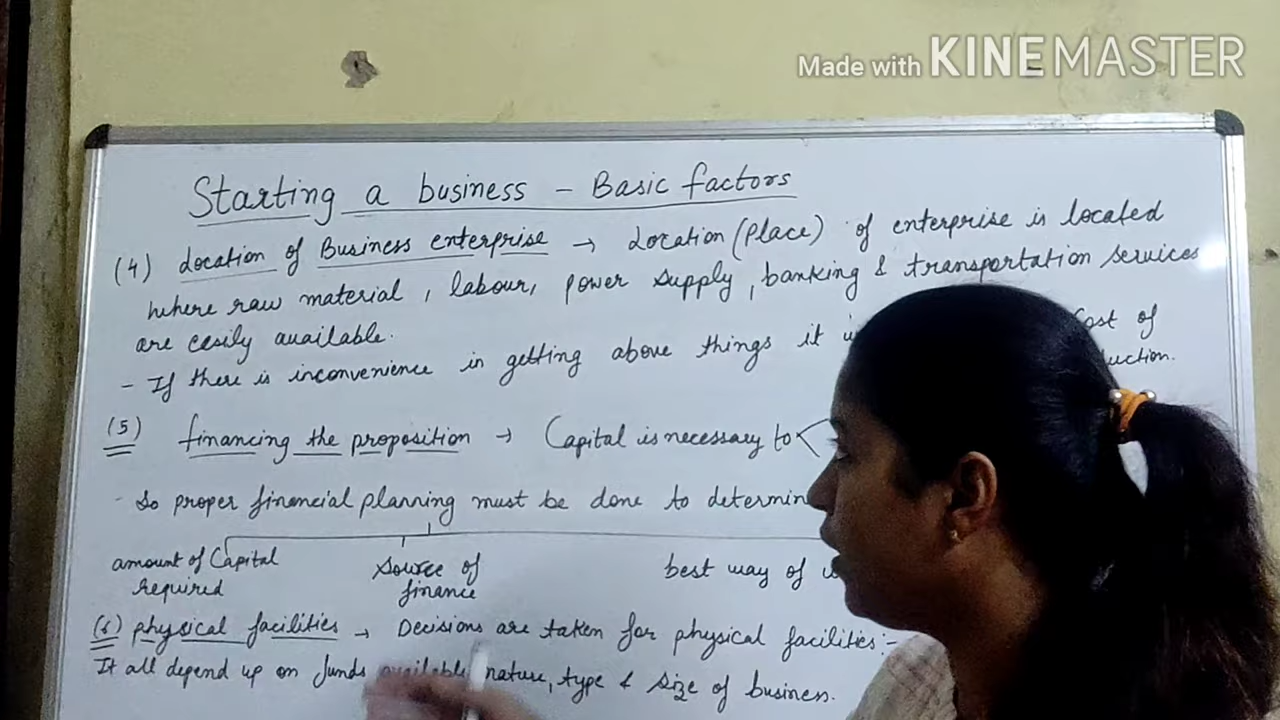 Made with KINEMASTER
Starting a business - Basic factors
(4) Location of Business enterprise → Location (Place) of enterprise is located
where raw material, labour, power supply, banking & transportation services
are easily available.
- If there is inconvenience in getting above things it Cost of
(5) financing the proposition → Capital is necessary to
- So proper financial planning must be done to
amount of Capital required
Source of finance
best way of
(6) physical facilities → Decisions are taken for physical facilities:-
It all depend up on funds available nature, type & size of business.